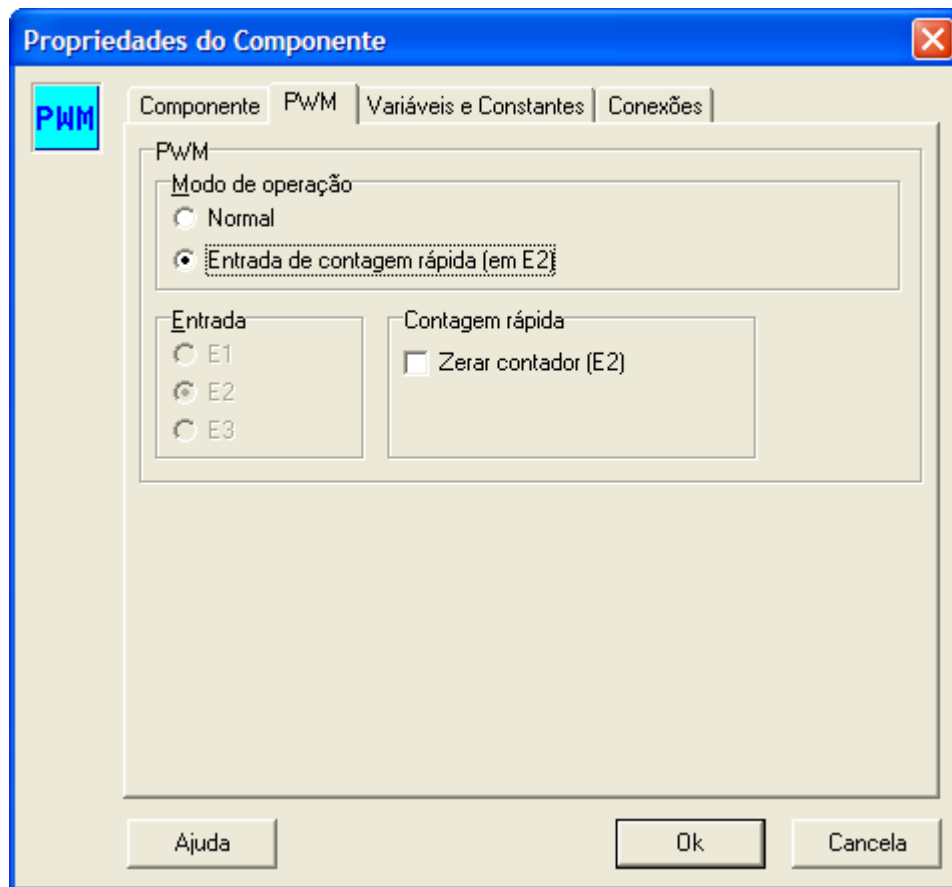 Propriedades do Componente
PWM
Componente PWM Variáveis e Constantes Conexões
PWM
Modo de operação
Normal
Entrada de contagem rápida (em E2)
Entrada
E1
E2
E3
Contagem rápida
Zerar contador (E2)
Ajuda Ok Cancela